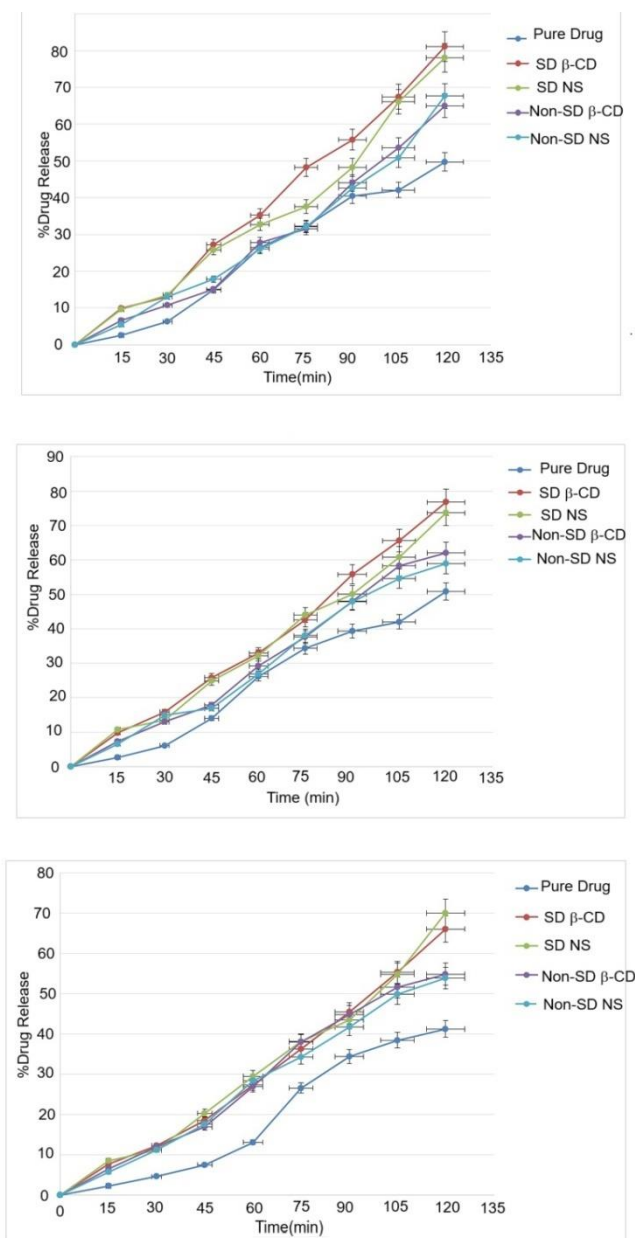 80
70
60
50
40
30
20
10
0
%Drug Release
15 30 45 60 75 90 105 120 135
Time(min)
Pure Drug
SD β-CD
SD NS
Non-SD β-CD
Non-SD NS
90
80
70
60
50
40
30
20
10
0
%Drug Release
15 30 45 60 75 90 105 120 135
Time (min)
Pure Drug
SD β-CD
SD NS
Non-SD β-CD
Non-SD NS
80
70
60
50
40
30
20
10
0
%Drug Release
0 15 30 45 60 75 90 105 120 135
Time(min)
Pure Drug
SD β-CD
SD NS
Non-SD β-CD
Non-SD NS